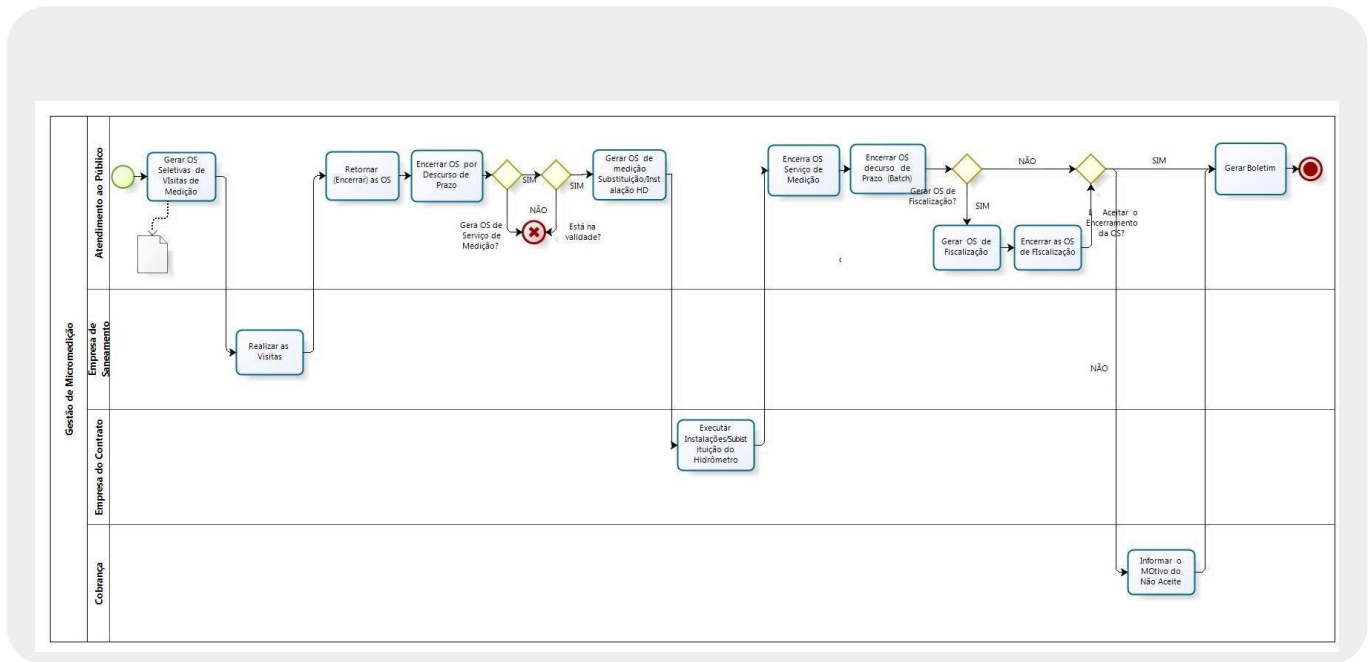 Gestão de Micromedição
Atendimento ao Público
Gerar OS
Seletivas de
VIsitas de
Medição
Retornar
(Encerrar) as OS
Encerrar OS por
Descurso de
Prazo
SIM
SIM
NÃO
Gera OS de
Serviço de
Medição?
Está na
validade?
Gerar OS de
medição
Substituição/Inst
alação HD
Encerra OS
Serviço de
Medição
Encerrar OS
decurso de
Prazo (Batch)
Gerar OS de
Fiscalização?
NÃO
SIM
Gerar OS de
Fiscalização
Encerrar as OS
de FIscalização
Aceitar o
Encerramento
da OS?
SIM
Gerar Boletim
Empresa de
Saneamento
Realizar as
Visitas
NÃO
Empresa do Contrato
Executar
Instalações/Subist
ituição do
Hidrômetro
Cobrança
Informar o
MOtivo do
Não Aceite